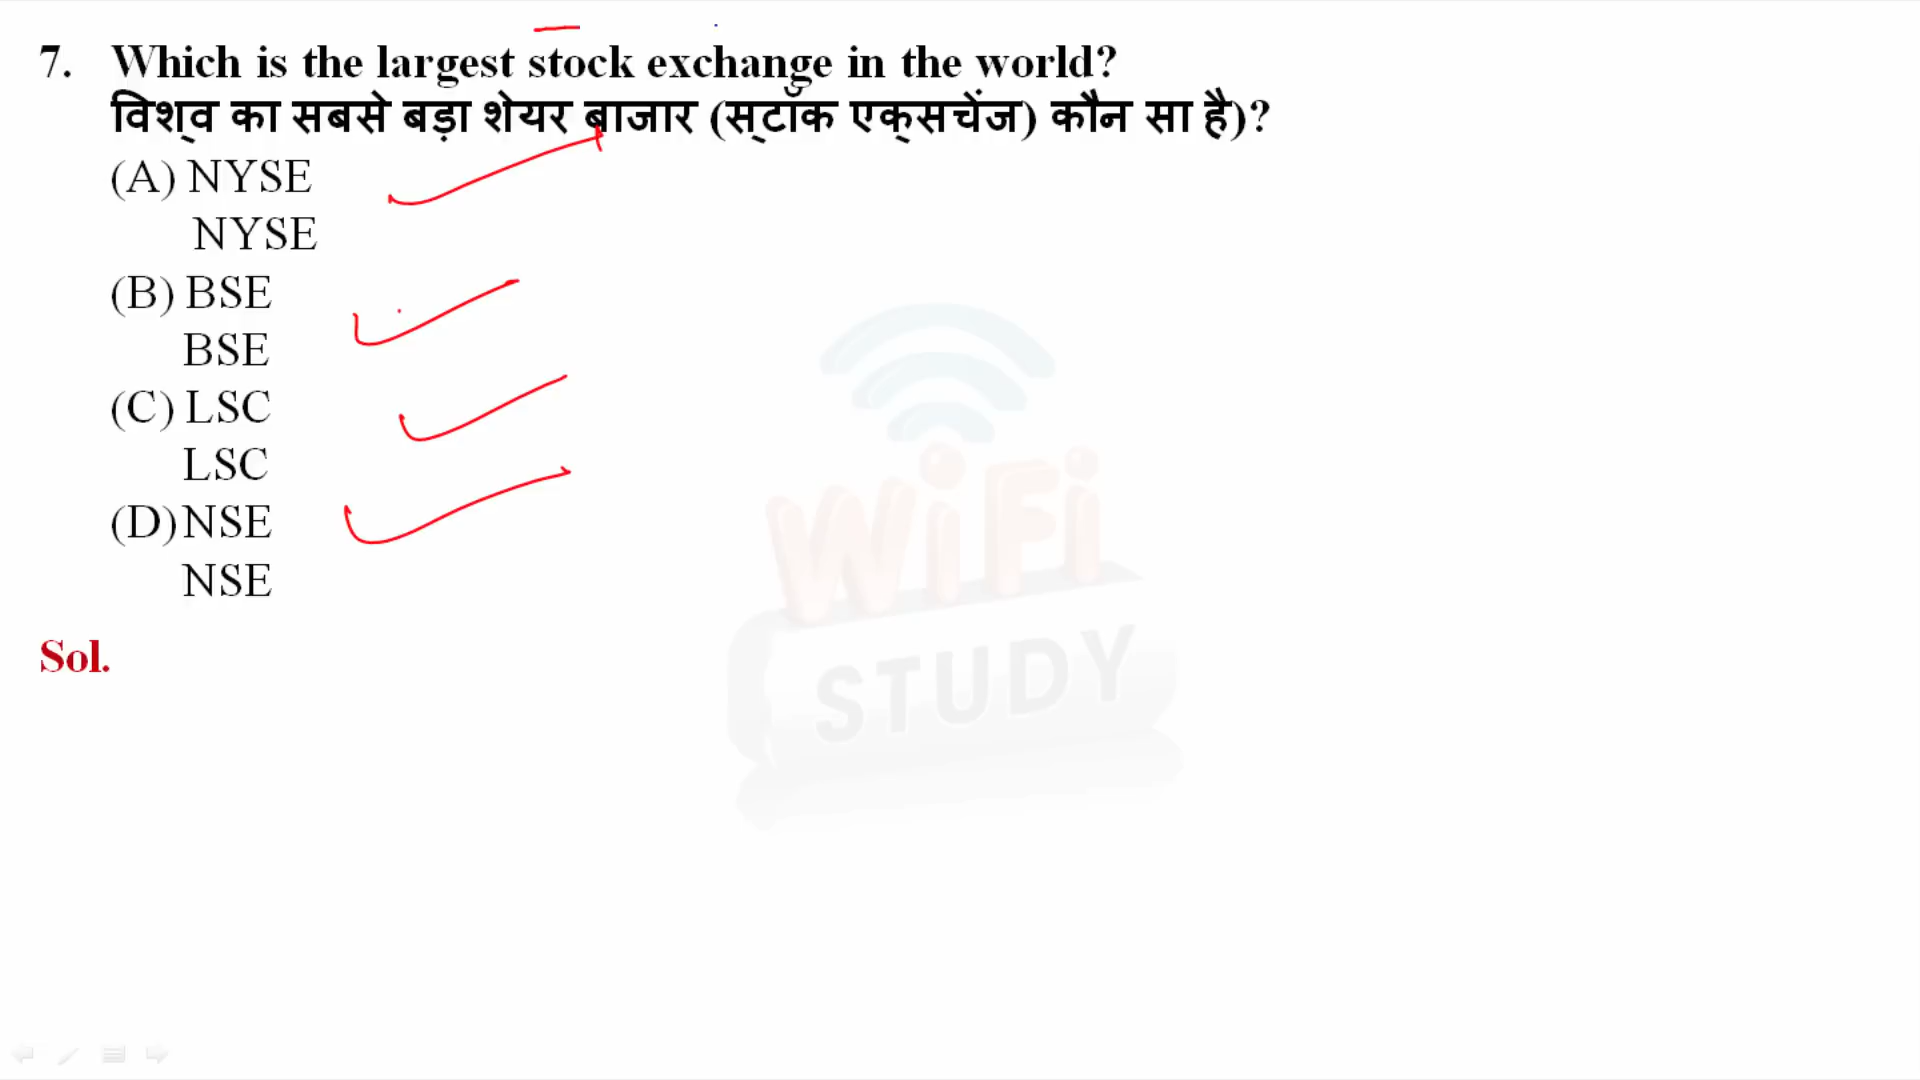 7. Which is the largest stock exchange in the world?
विश्व का सबसे बड़ा शेयर बाजार (स्टॉक एक्सचेंज) कौन सा है)?
(A) NYSE
NYSE
(B) BSE
BSE
(C) LSC
LSC
(D) NSE
NSE
Sol.
WiFi
STUDY